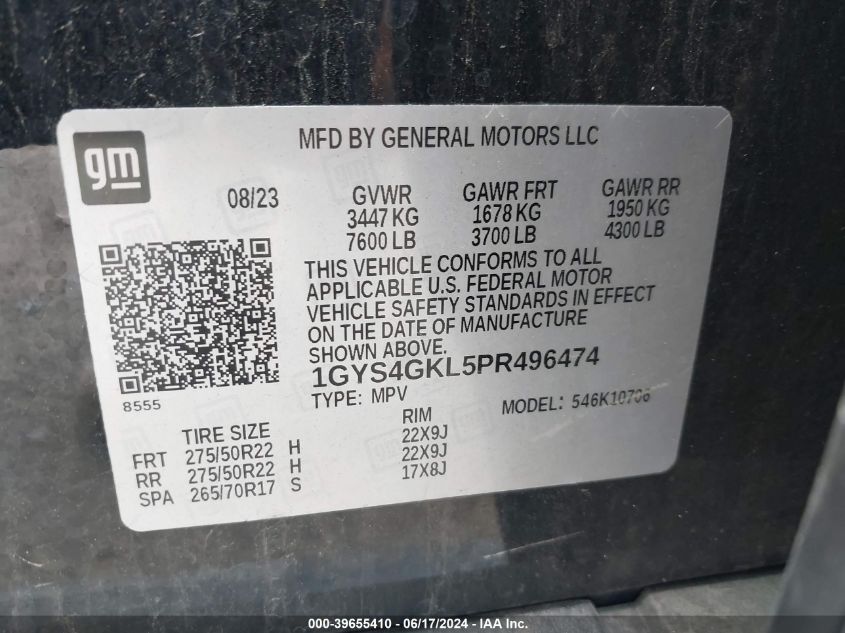 gm
MFD BY GENERAL MOTORS LLC
08/23 GVWR GAWR FRT GAWR RR
3447 KG 1678 KG 1950 KG
7600 LB 3700 LB 4300 LB
THIS VEHICLE CONFORMS TO ALL
APPLICABLE U.S. FEDERAL MOTOR
VEHICLE SAFETY STANDARDS IN EFFECT
ON THE DATE OF MANUFACTURE
SHOWN ABOVE.
8555
1GYS4GKL5PR496474
TYPE: MPV MODEL: 546K10706
TIRE SIZE RIM
FRT 275/50R22 H 22X9J
RR 275/50R22 H 22X9J
SPA 265/70R17 S 17X8J
000-39655410 - 06/17/2024 - IAA Inc.